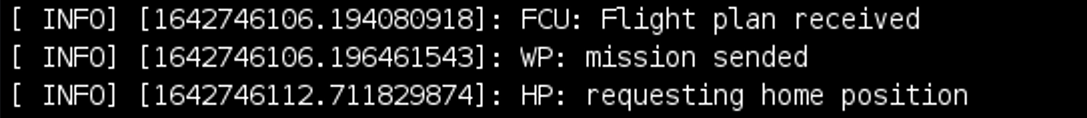 [ INFO] [1642746106.194080918]: FCU: Flight plan received
[ INFO] [1642746106.196461543]: WP: mission sended
[ INFO] [1642746112.711829874]: HP: requesting home position